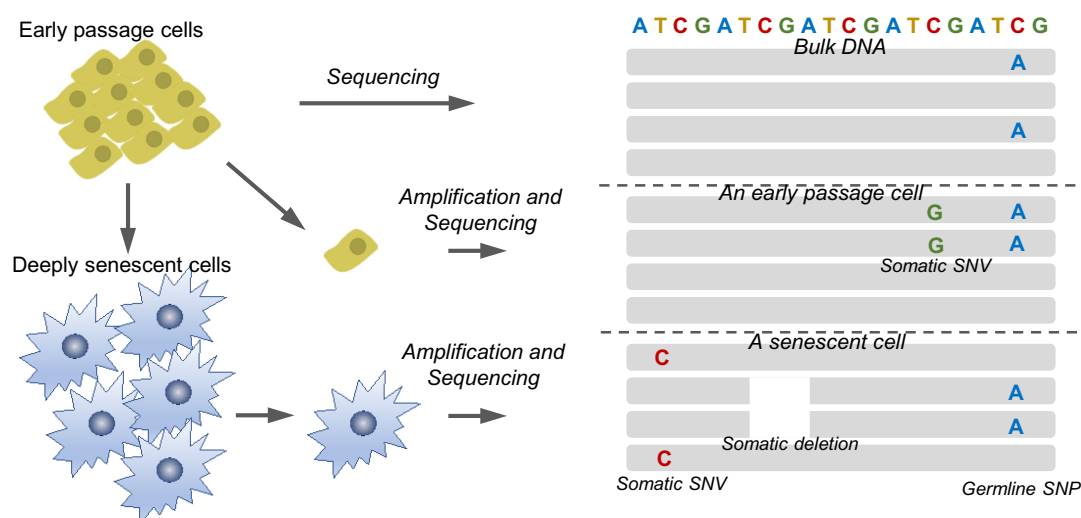 Early passage cells
Sequencing
A T C G A T C G A T C G A T C G A T C G
Bulk DNA
A
A
Amplification and
Sequencing
An early passage cell
G A
G A
Somatic SNV
Deeply senescent cells
Amplification and
Sequencing
A senescent cell
C
A
A
Somatic deletion
C
Somatic SNV
Germline SNP